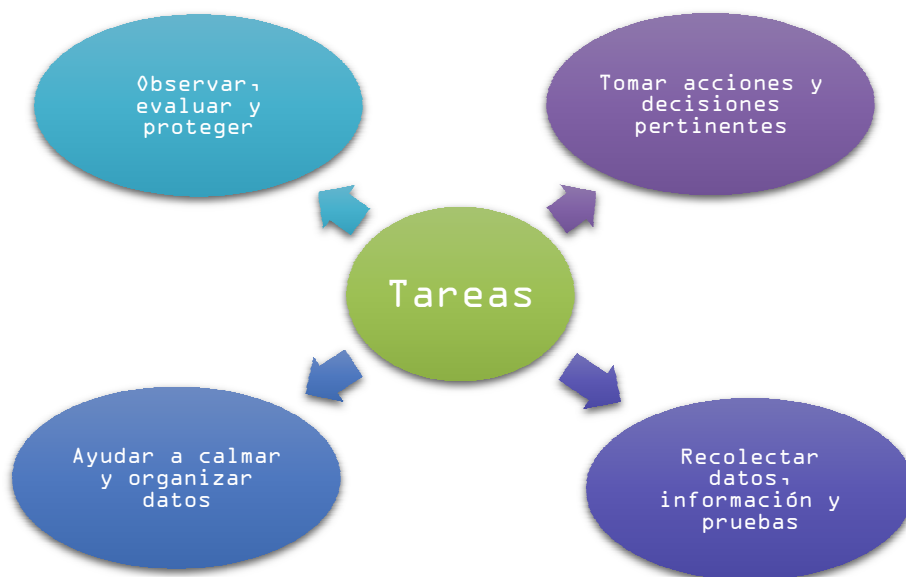 Observar,
evaluar y
proteger
Tomar acciones y
decisiones
pertinentes
Tareas
Ayudar a calmar
y organizar
datos
Recolectar
datos,
información y
pruebas